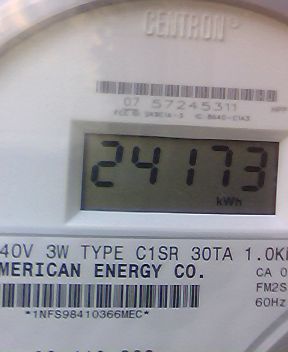 CENTRON®
07 57245311
24173
kWh
40V 3W TYPE C1SR 30TA 1.0K
MERICAN ENERGY CO.
CA 0
FM2S
60Hz
*1NFS98410366MEC*